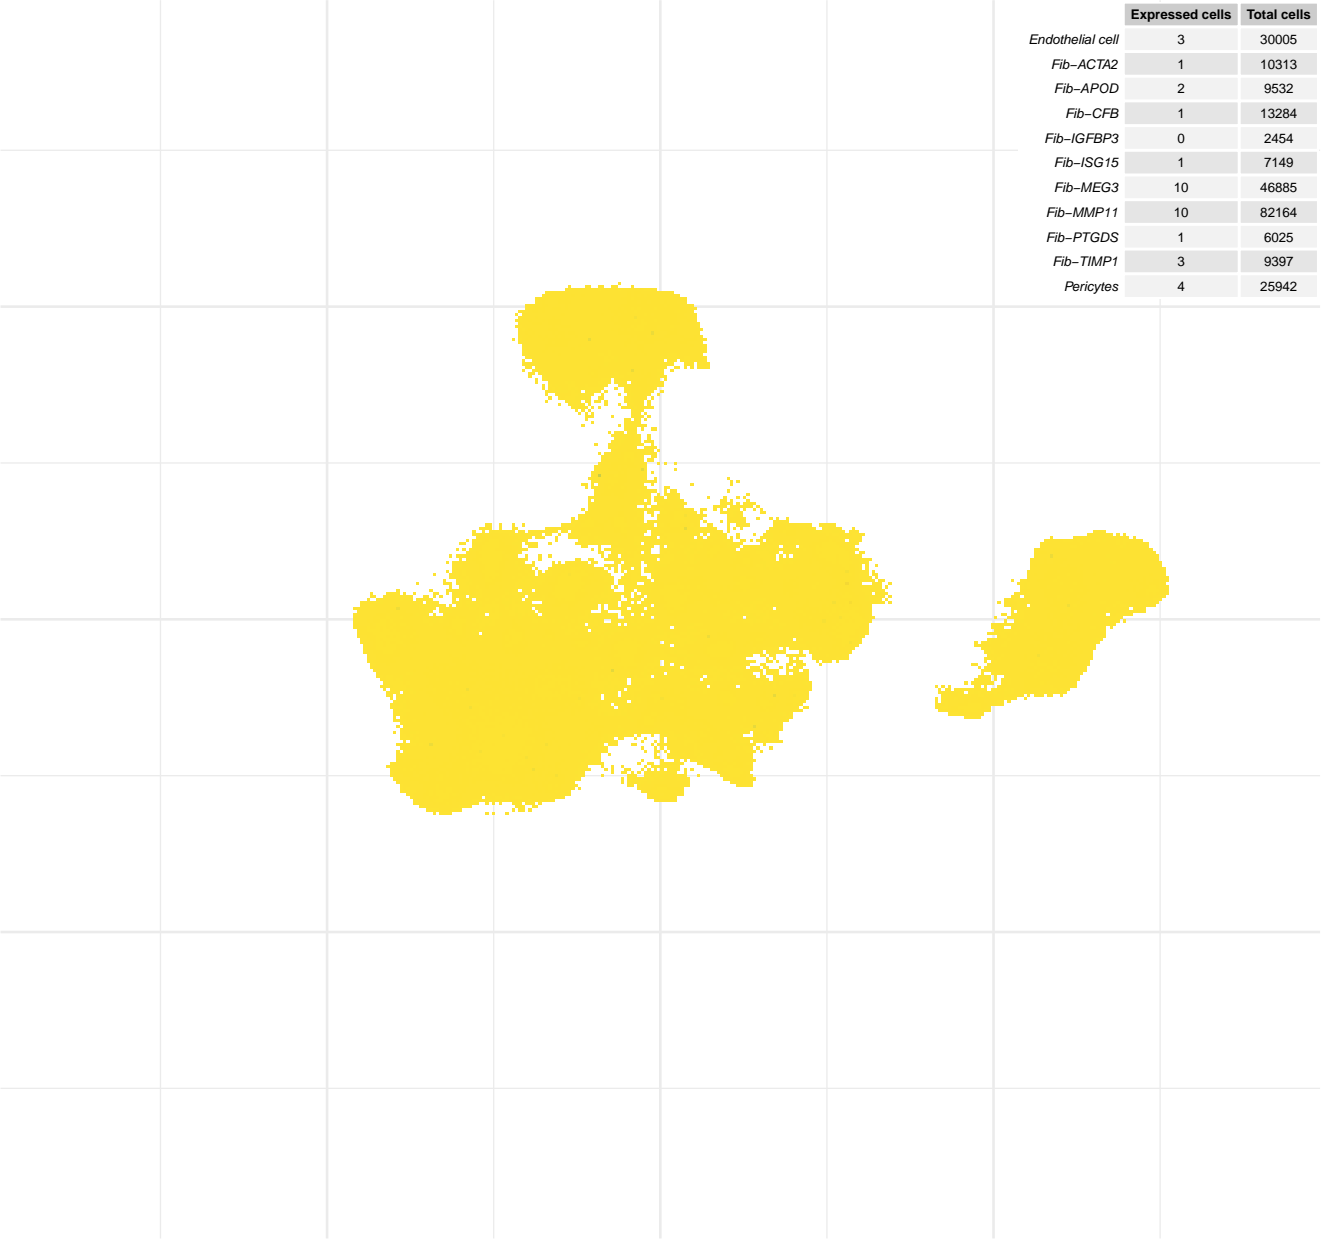 Expressed cells Total cells
Endothelial cell 3 30005
Fib−ACTA2 1 10313
Fib−APOD 2 9532
Fib−CFB 1 13284
Fib−IGFBP3 0 2454
Fib−ISG15 1 7149
Fib−MEG3 10 46885
Fib−MMP11 10 82164
Fib−PTGDS 1 6025
Fib−TIMP1 3 9397
Pericytes 4 25942